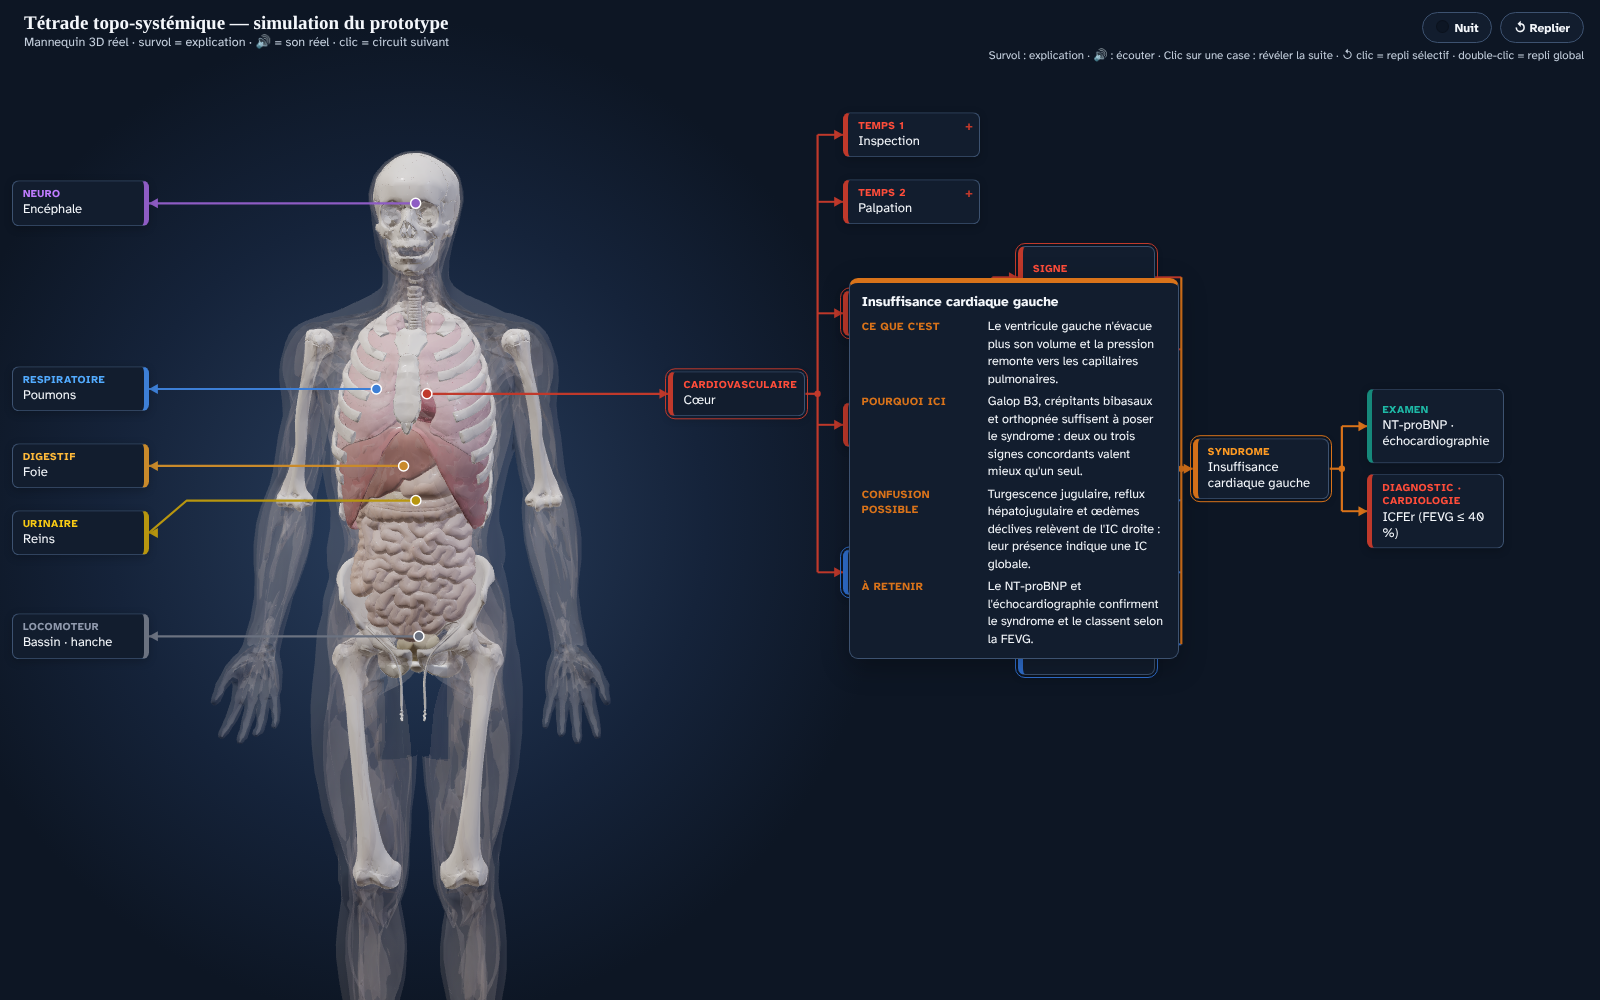 Tétrade topo-systémique — simulation du prototype
Mannequin 3D réel · survol = explication · 🔊 = son réel · clic = circuit suivant
Nuit
↺ Replier
Survol : explication · 🔊 : écouter · Clic sur une case : révéler la suite · ↺ clic = repli sélectif · double-clic = repli global
NEURO
Encéphale
RESPIRATOIRE
Poumons
DIGESTIF
Foie
URINAIRE
Reins
LOCOMOTEUR
Bassin · hanche
CARDIOVASCULAIRE
Cœur
TEMPS 1 +
Inspection
TEMPS 2 +
Palpation
SIGNE
Insuffisance cardiaque gauche
CE QUE C'EST
Le ventricule gauche n'évacue
plus son volume et la pression
remonte vers les capillaires
pulmonaires.
POURQUOI ICI
Galop B3, crépitants bibasaux
et orthopnée suffisent à poser
le syndrome : deux ou trois
signes concordants valent
mieux qu'un seul.
CONFUSION
POSSIBLE
Turgescence jugulaire, reflux
hépatojugulaire et œdèmes
déclives relèvent de l'IC droite :
leur présence indique une IC
globale.
À RETENIR
Le NT-proBNP et
l'échocardiographie confirment
le syndrome et le classent selon
la FEVG.
SYNDROME
Insuffisance
cardiaque gauche
EXAMEN
NT-proBNP ·
échocardiographie
DIAGNOSTIC ·
CARDIOLOGIE
ICFEr (FEVG ≤ 40
%)